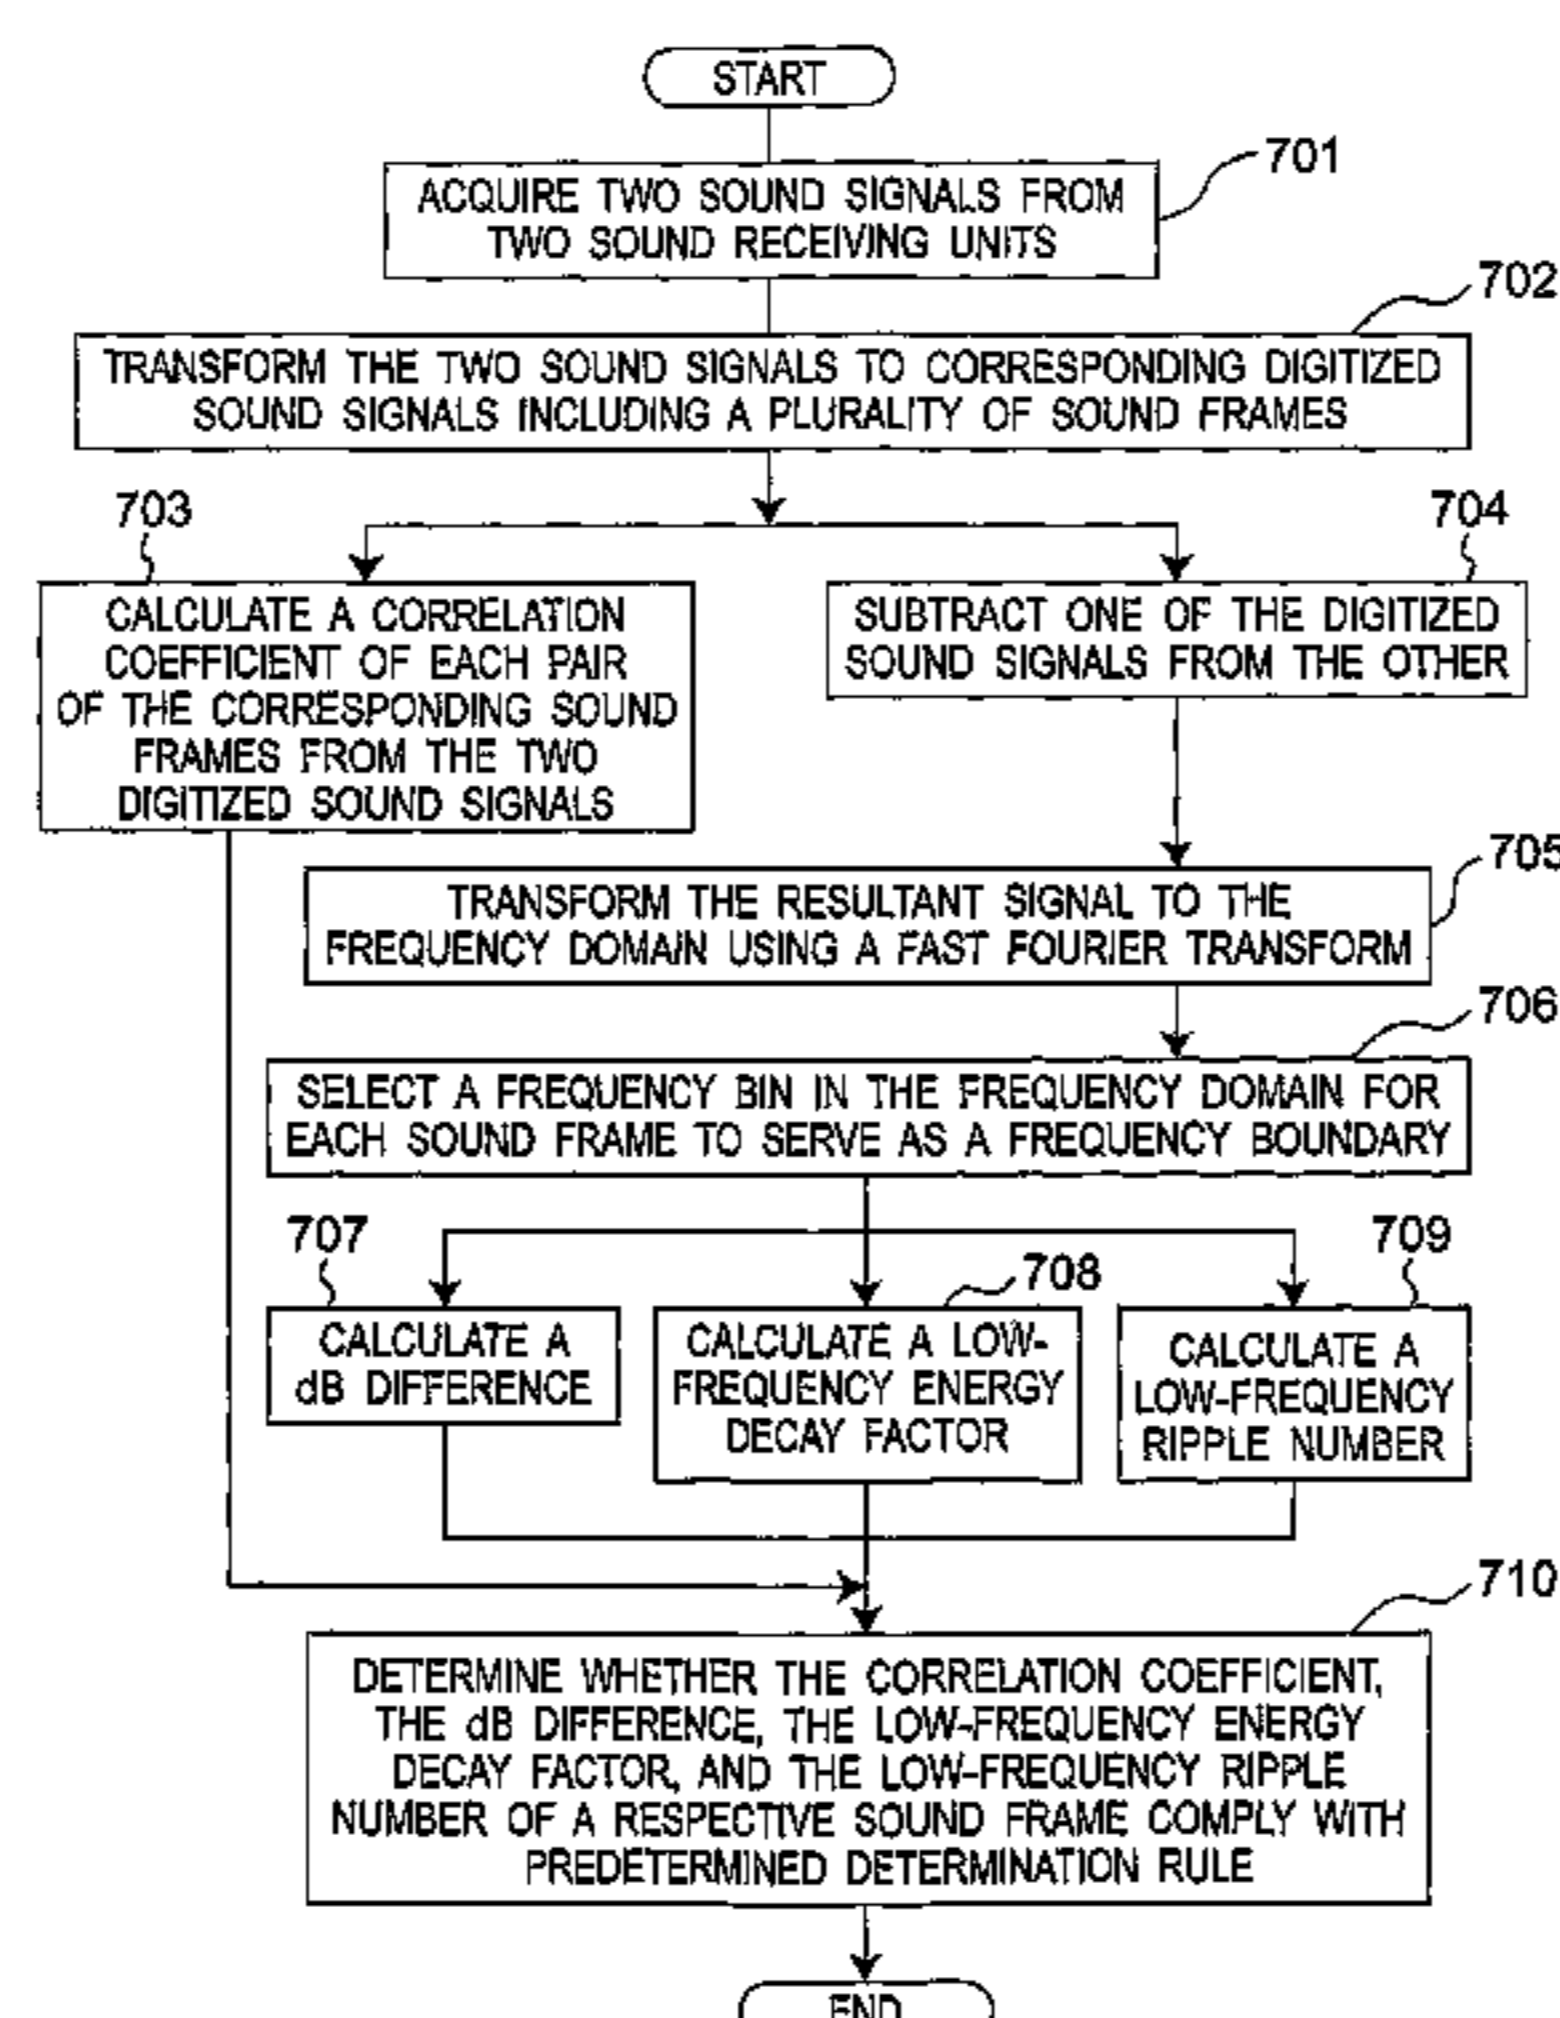 START
701
ACQUIRE TWO SOUND SIGNALS FROM
TWO SOUND RECEIVING UNITS
702
TRANSFORM THE TWO SOUND SIGNALS TO CORRESPONDING DIGITIZED
SOUND SIGNALS INCLUDING A PLURALITY OF SOUND FRAMES
703
CALCULATE A CORRELATION
COEFFICIENT OF EACH PAIR
OF THE CORRESPONDING SOUND
FRAMES FROM THE TWO
DIGITIZED SOUND SIGNALS
704
SUBTRACT ONE OF THE DIGITIZED
SOUND SIGNALS FROM THE OTHER
705
TRANSFORM THE RESULTANT SIGNAL TO THE
FREQUENCY DOMAIN USING A FAST FOURIER TRANSFORM
706
SELECT A FREQUENCY BIN IN THE FREQUENCY DOMAIN FOR
EACH SOUND FRAME TO SERVE AS A FREQUENCY BOUNDARY
707
CALCULATE A
dB DIFFERENCE
708
CALCULATE A LOW-
FREQUENCY ENERGY
DECAY FACTOR
709
CALCULATE A
LOW-FREQUENCY
RIPPLE NUMBER
710
DETERMINE WHETHER THE CORRELATION COEFFICIENT,
THE dB DIFFERENCE, THE LOW-FREQUENCY ENERGY
DECAY FACTOR, AND THE LOW-FREQUENCY RIPPLE
NUMBER OF A RESPECTIVE SOUND FRAME COMPLY WITH
PREDETERMINED DETERMINATION RULE
END